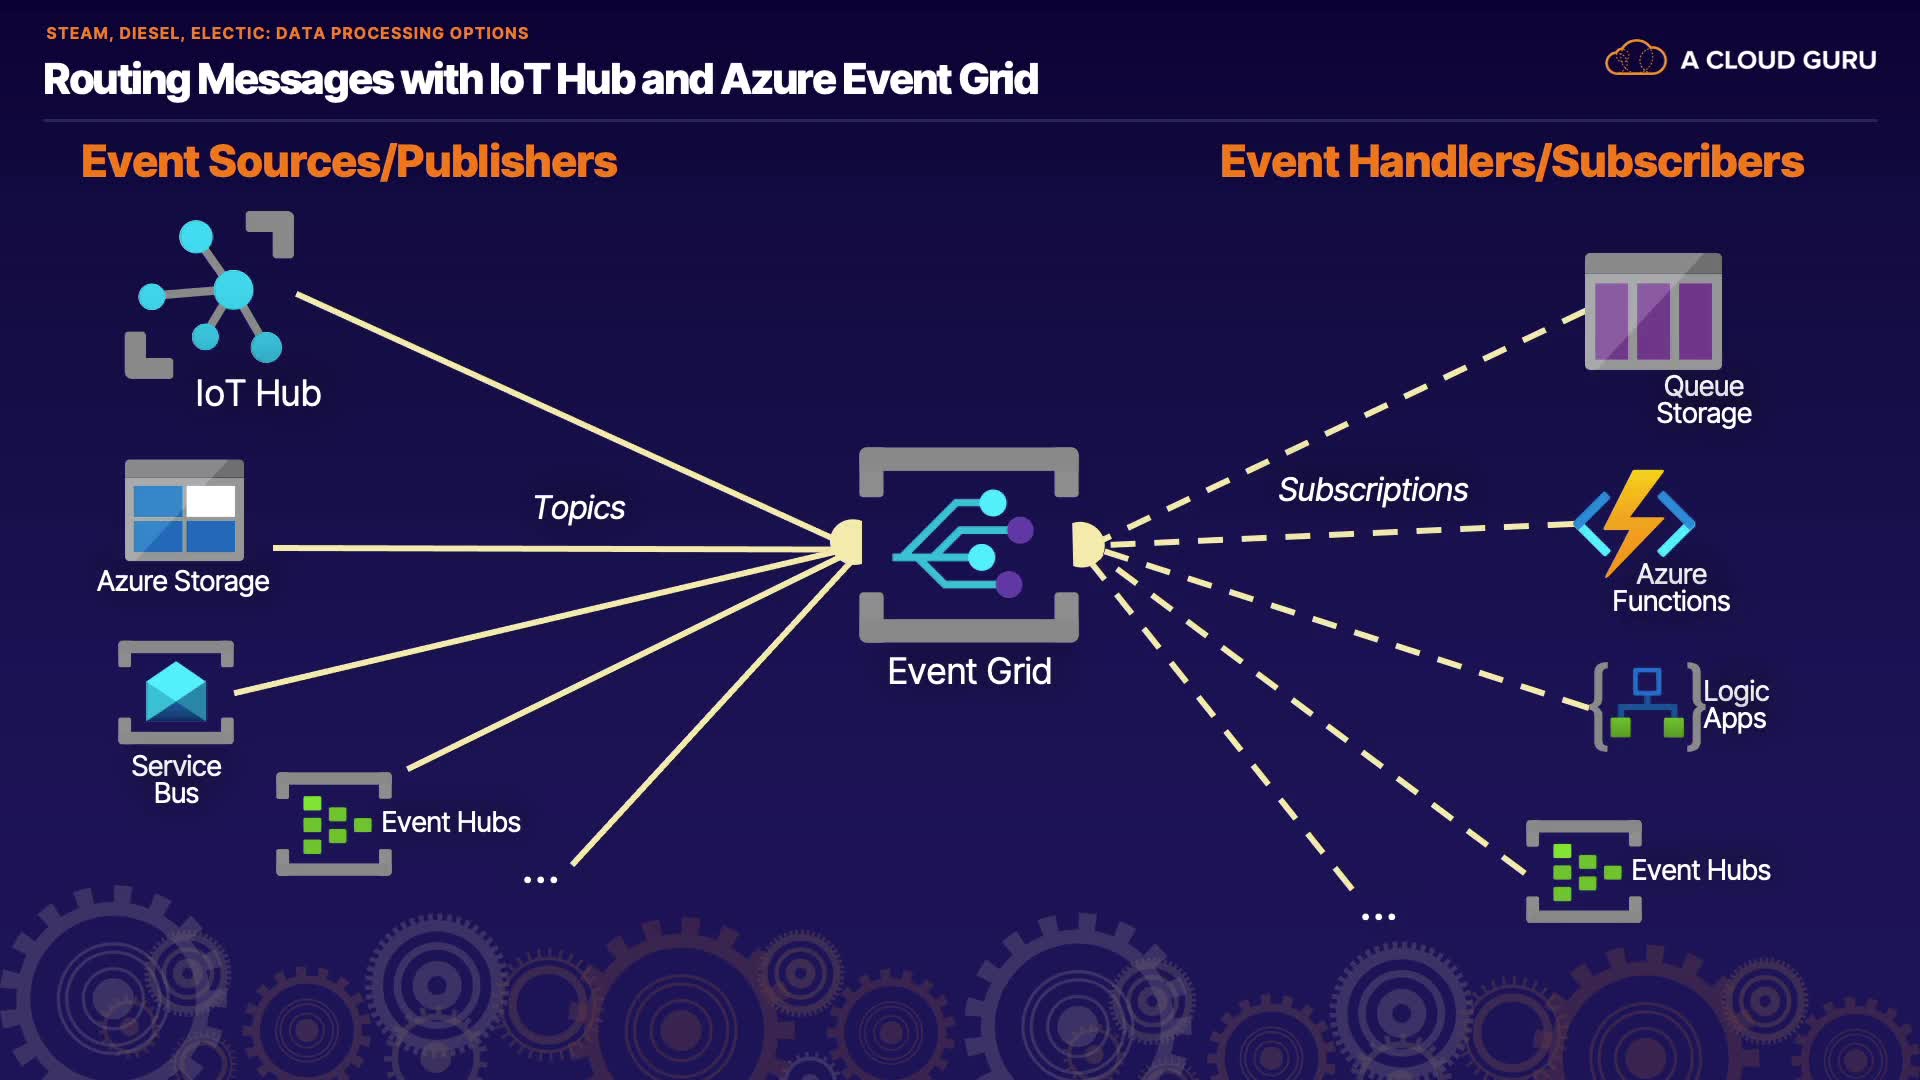 STEAM, DIESEL, ELECTIC: DATA PROCESSING OPTIONS
Routing Messages with IoT Hub and Azure Event Grid
A CLOUD GURU
Event Sources/Publishers
Event Handlers/Subscribers
IoT Hub
Queue
Storage
Topics
Subscriptions
Azure Storage
Azure
Functions
Event Grid
Logic
Apps
Service
Bus
Event Hubs
...
Event Hubs
...